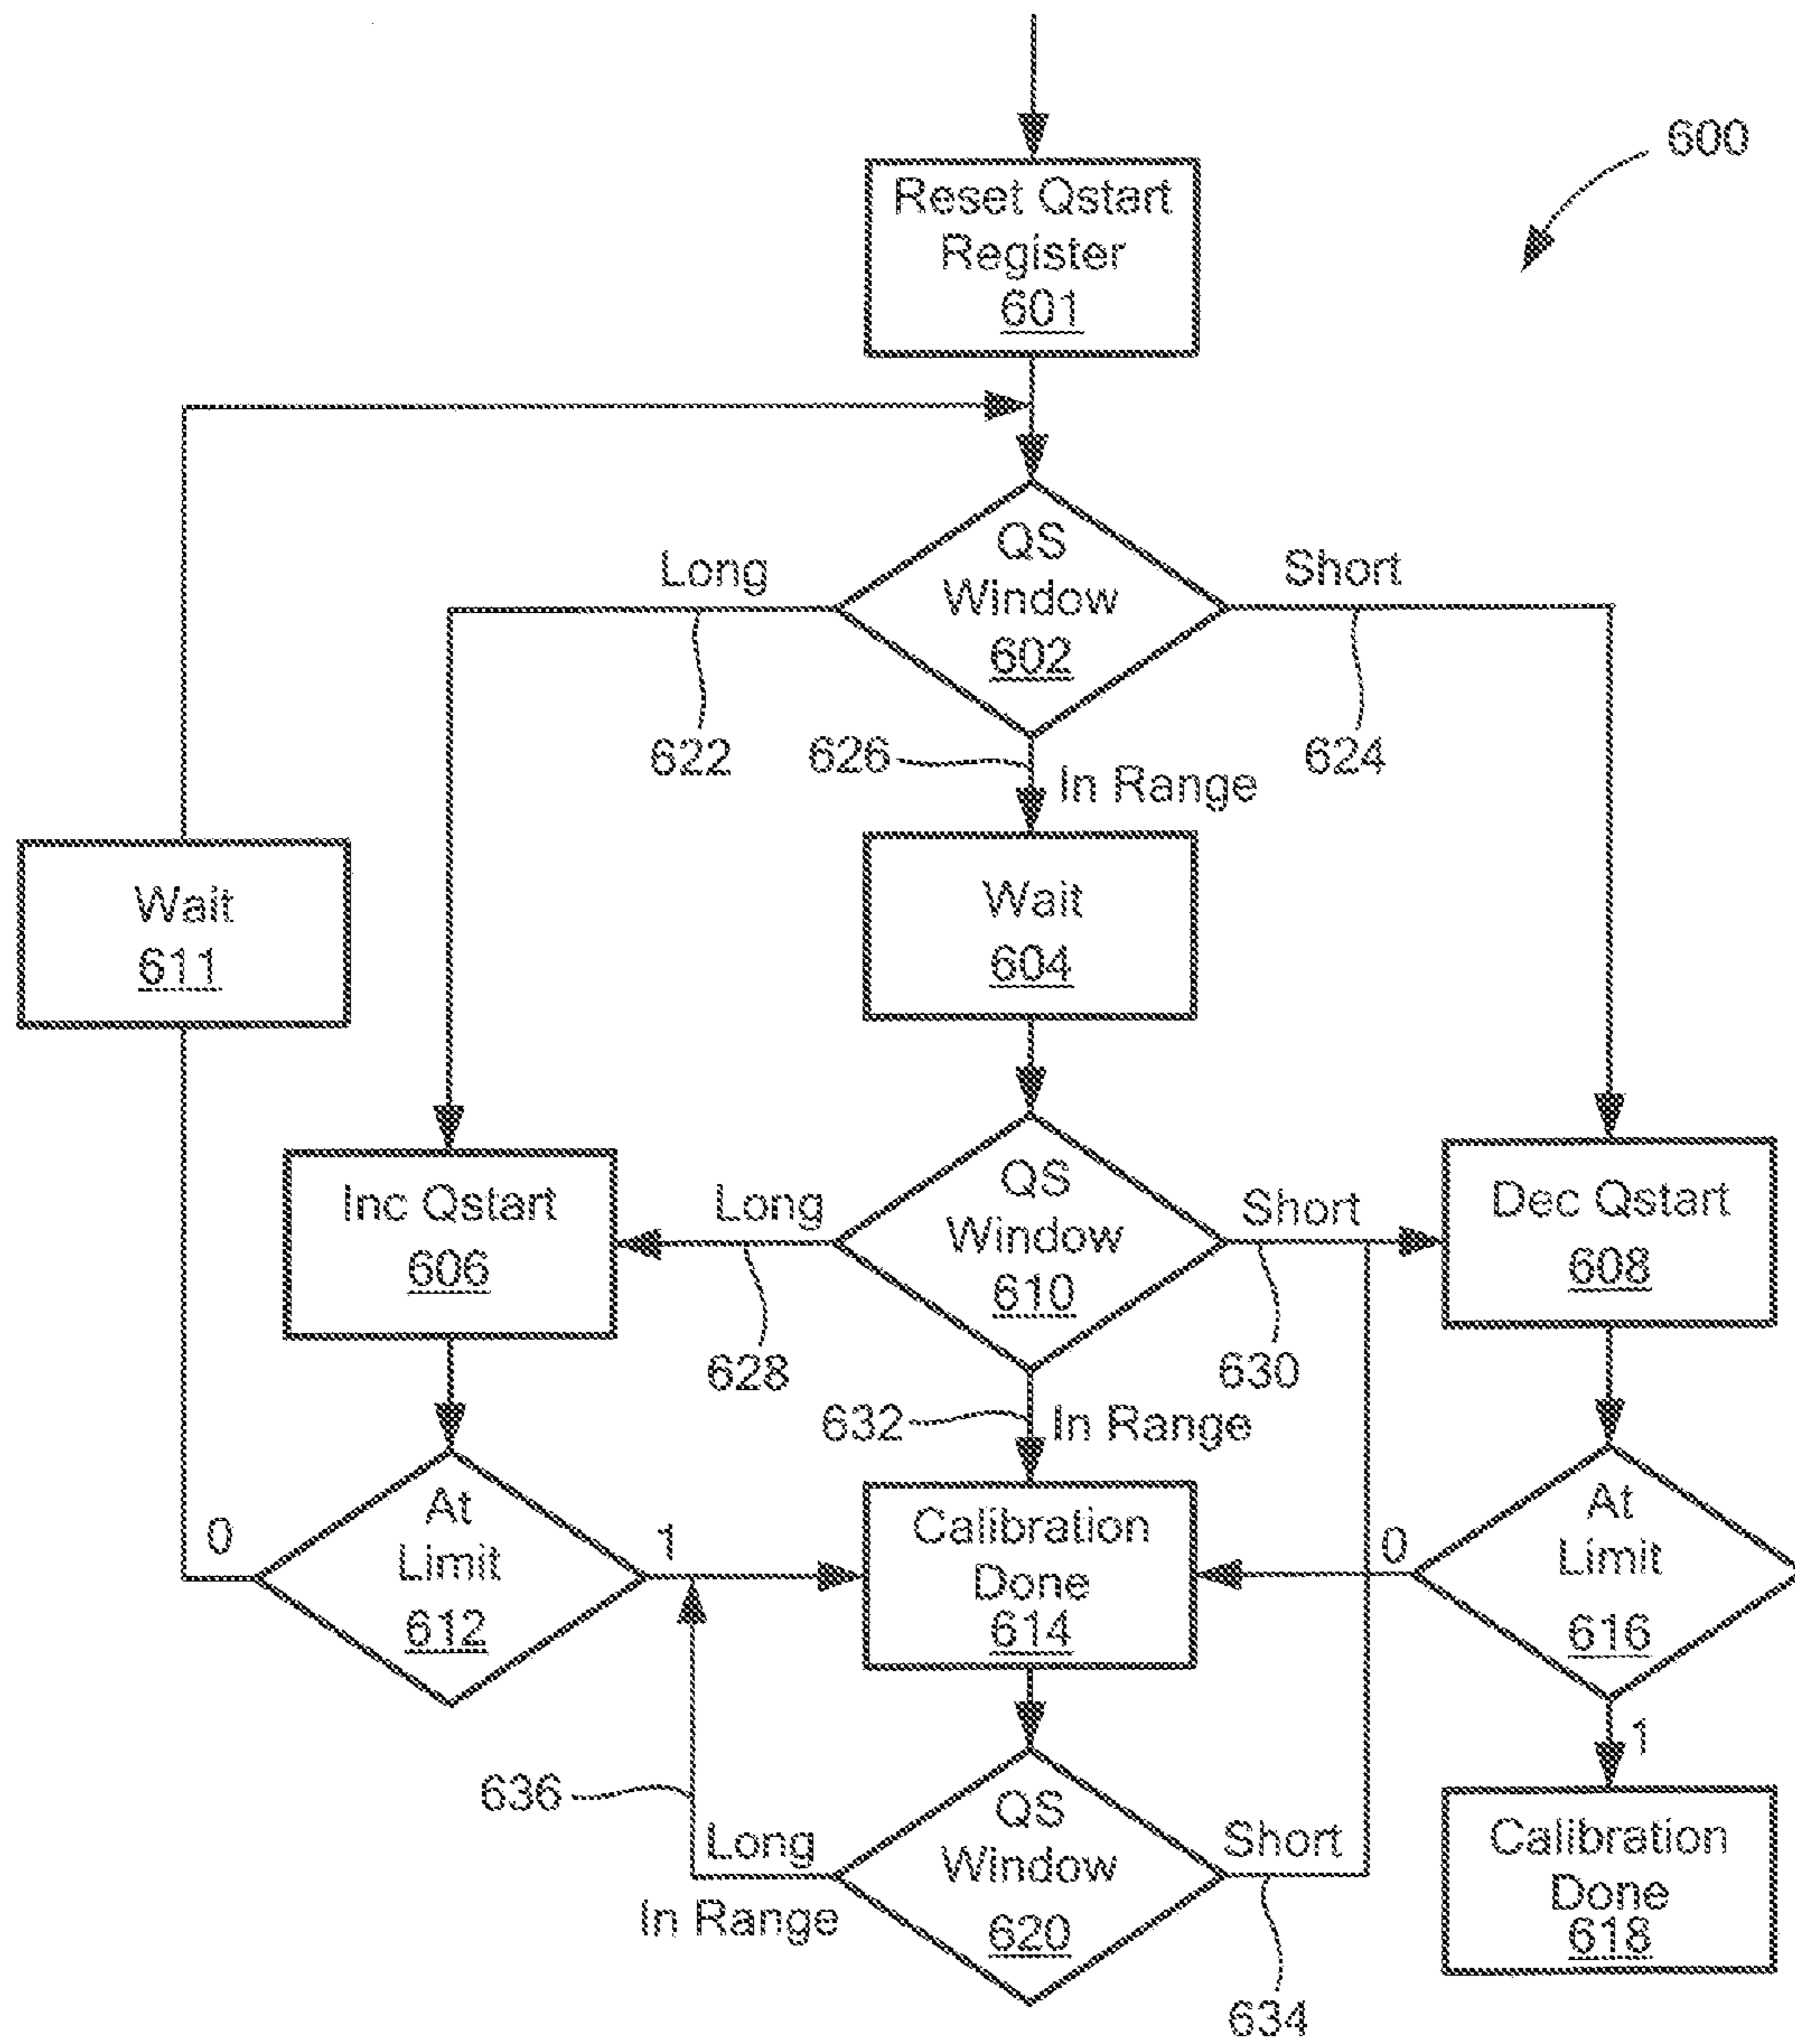 600
Reset Qstart
Register
601
QS
Window
602
Long
Short
622
626
624
In Range
Wait
611
Wait
604
Inc Qstart
606
Long
QS
Window
610
Short
Dec Qstart
608
628
630
632
In Range
0
At
Limit
612
1
Calibration
Done
614
0
At
Limit
616
1
636
Long
In Range
QS
Window
620
Short
634
Calibration
Done
618